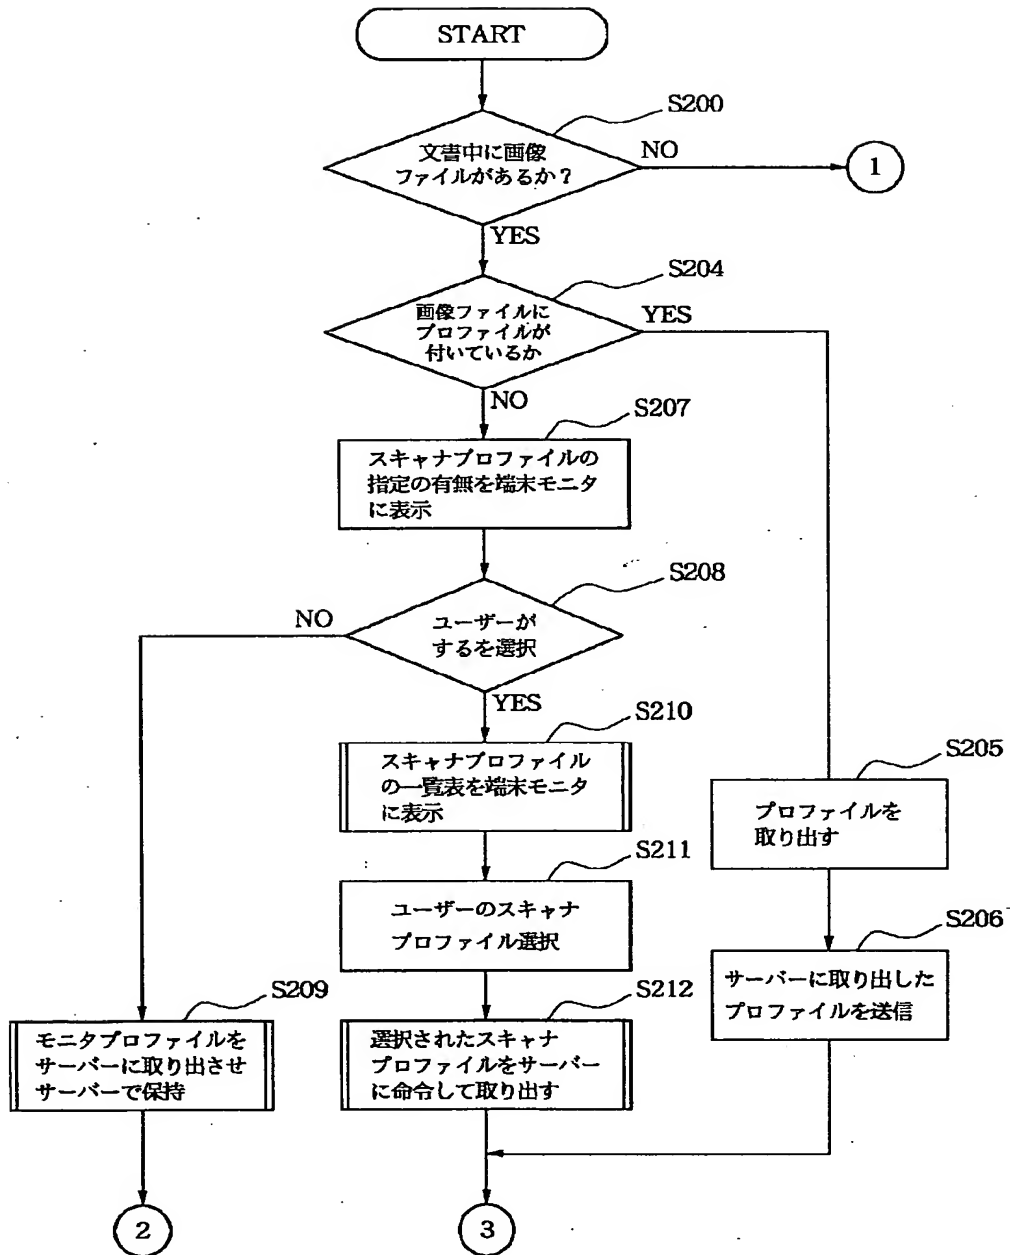 START
S200
文書中に画像
ファイルがあるか？
NO
1
YES
S204
画像ファイルに
プロファイルが
付いているか
YES
NO
S207
スキャナプロファイルの
指定の有無を端末モニタ
に表示
S208
NO
ユーザーが
するを選択
YES
S210
スキャナプロファイル
の一覧表を端末モニタ
に表示
S205
プロファイルを
取り出す
S211
ユーザーのスキャナ
プロファイル選択
S206
サーバーに取り出した
プロファイルを送信
S209
モニタプロファイルを
サーバーに取り出させ
サーバーで保持
S212
選択されたスキャナ
プロファイルをサーバー
に命令して取り出す
2
3